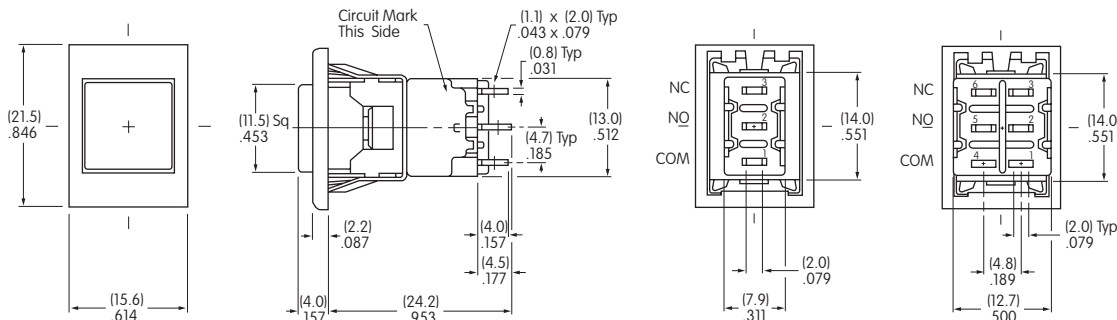 (21.5)
.846
(15.6)
.614
Circuit Mark
This Side
(1.1) x (2.0) Typ
.043 x .079
(0.8) Typ
.031
(11.5) Sq
.453
(13.0)
.512
(4.7) Typ
.185
(2.2)
.087
(4.0)
.157
(4.5)
.177
(4.0)
.157
(24.2)
.953
NC
NO
COM
3
2
1
(14.0)
.551
(2.0)
.079
(7.9)
.311
NC
NO
COM
6
3
5
2
4
1
(14.0)
.551
(2.0) Typ
.079
(4.8)
.189
(12.7)
.500